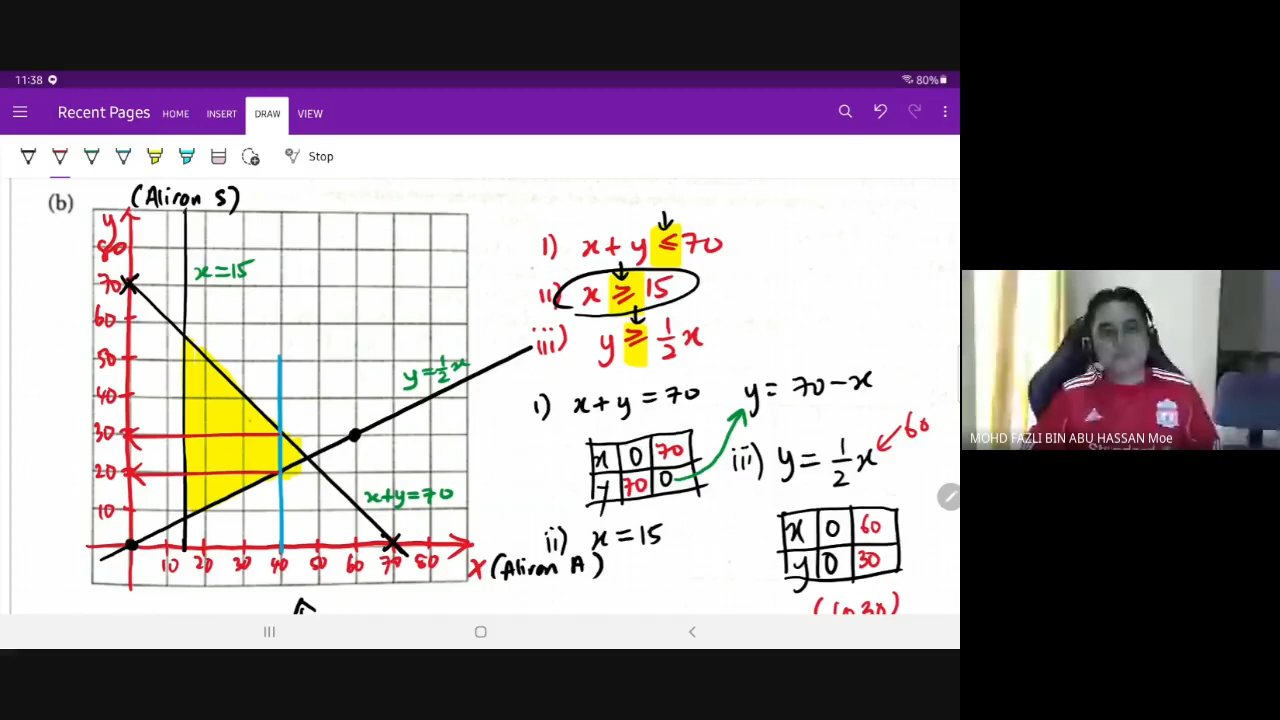 11:38 80%
Recent Pages HOME INSERT DRAW VIEW
Stop
(b) (Aliran S)
y
80
70
60
50
40
30
20
10
x=15
y=½x
x+y=70
10 20 30 40 50 60 70 80 x (Aliran A)
i) x+y ≤ 70
ii) x ≥ 15
iii) y ≥ ½x
i) x+y = 70 y = 70-x
x 0 70
y 70 0
ii) x = 15
iii) y = ½x 60
x 0 60
y 0 30
MOHD FAZLI BIN ABU HASSAN Moe